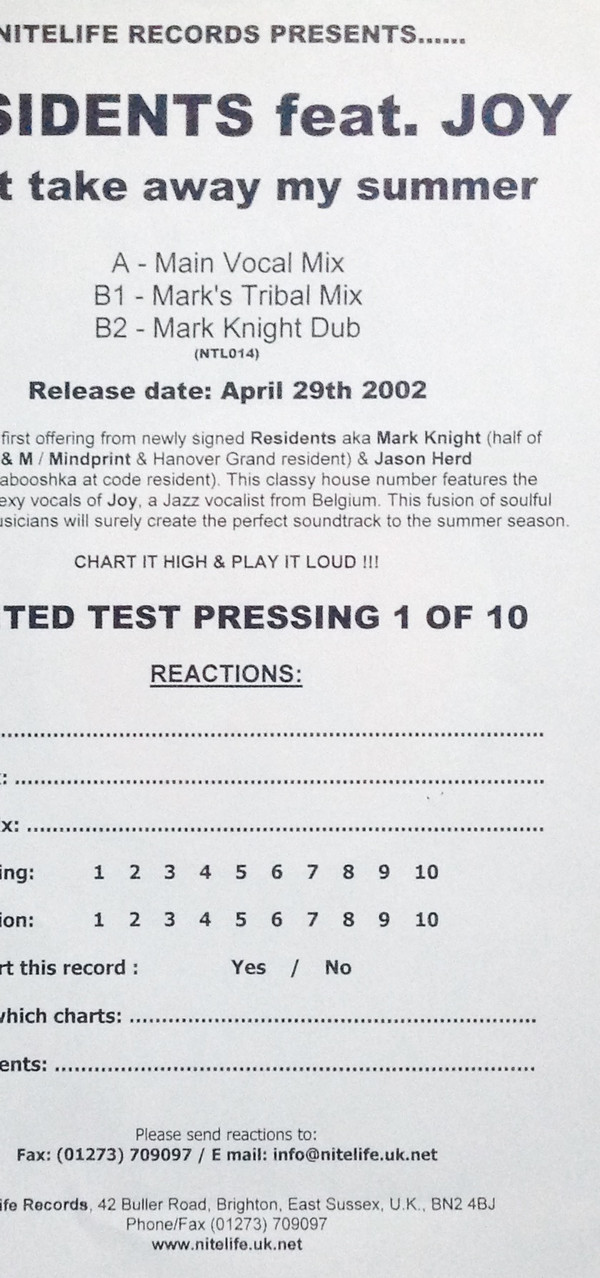 NITELIFE RECORDS PRESENTS......
SIDENTS feat. JOY
t take away my summer
A - Main Vocal Mix
B1 - Mark's Tribal Mix
B2 - Mark Knight Dub
(NTL014)
Release date: April 29th 2002
first offering from newly signed Residents aka Mark Knight (half of
& M / Mindprint & Hanover Grand resident) & Jason Herd
abooshka at code resident). This classy house number features the
exy vocals of Joy, a Jazz vocalist from Belgium. This fusion of soulful
usicians will surely create the perfect soundtrack to the summer season.
CHART IT HIGH & PLAY IT LOUD !!!
TED TEST PRESSING 1 OF 10
REACTIONS:
................................................................................
: ................................................................................
x: ................................................................................
ing: 1 2 3 4 5 6 7 8 9 10
ion: 1 2 3 4 5 6 7 8 9 10
rt this record : Yes / No
which charts: ..............................................................
ents: ..........................................................................
Please send reactions to:
Fax: (01273) 709097 / E mail: info@nitelife.uk.net
ife Records, 42 Buller Road, Brighton, East Sussex, U.K., BN2 4BJ
Phone/Fax (01273) 709097
www.nitelife.uk.net